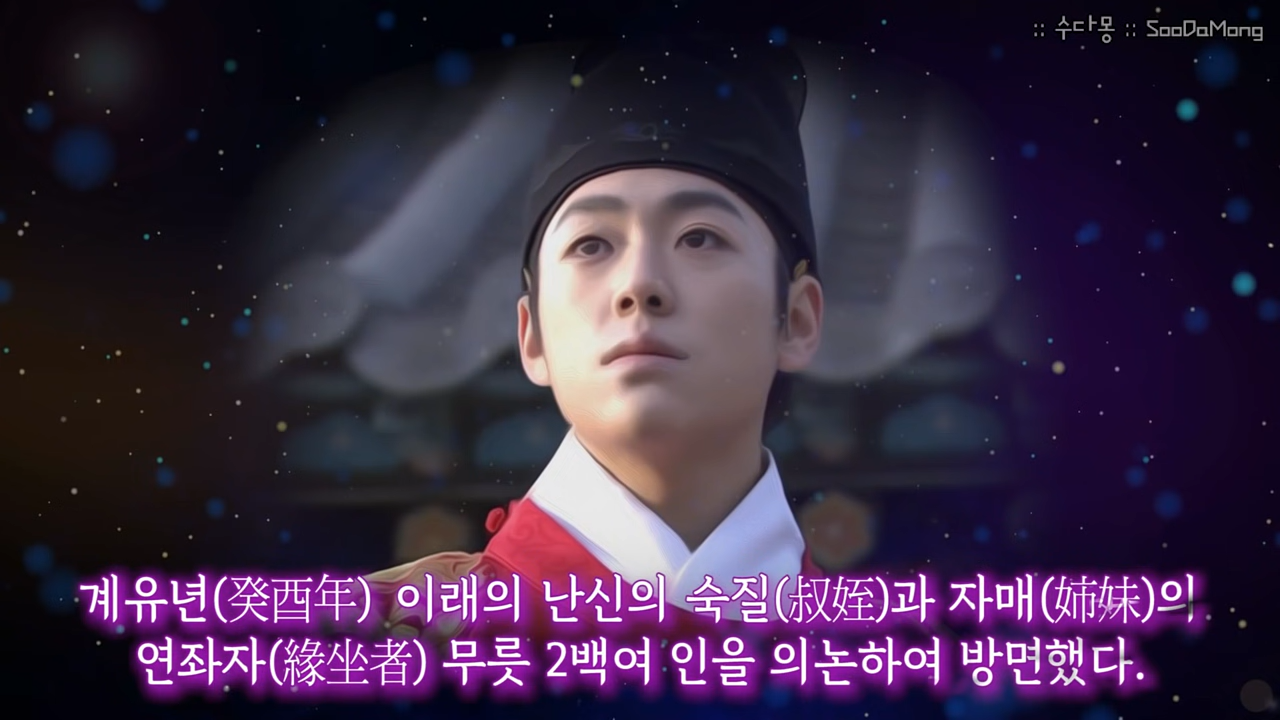 :: 수다몽 :: SooDaMong
계유년(癸酉年) 이래의 난신의 숙질(叔姪)과 자매(姉妹)의
연좌자(緣坐者) 무릇 2백여 인을 의논하여 방면했다.